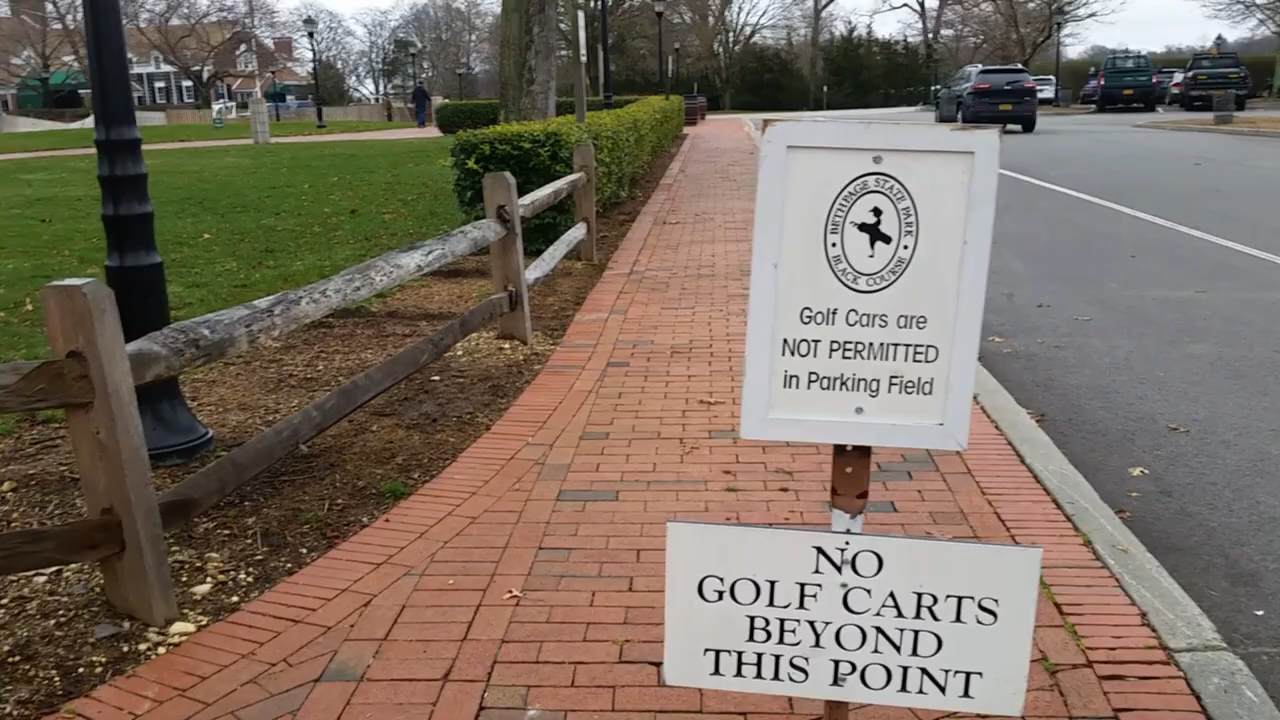 BETHPAGE STATE PARK
BLACK COURSE
Golf Cars are
NOT PERMITTED
in Parking Field
NO
GOLF CARTS
BEYOND
THIS POINT